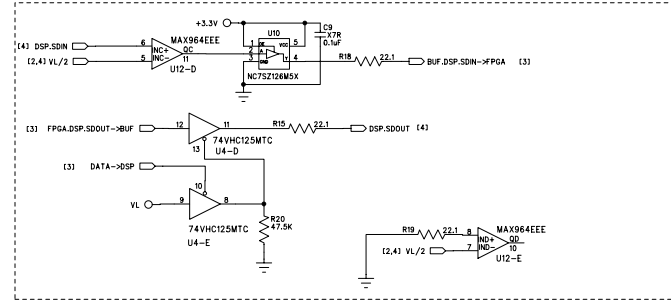 +3.3V
U10
C9
X7R
0.1uF
MAX964EEE
[4] DSP.SDIN
6
INC+
QC
[2,4] VL/2
5
INC-
11
U12-D
1
OE
VCC
5
2
A
Y
4
3
GND
NC7SZ126M5X
R18
22.1
BUF.DSP.SDIN->FPGA [3]
[3] FPGA.DSP.SDOUT->BUF
12
11
R15
22.1
DSP.SDOUT [4]
74VHC125MTC
13
U4-D
[3] DATA->DSP
10
VL
9
8
74VHC125MTC
U4-E
R20
47.5K
R19
22.1
8
IND+
MAX964EEE
QD
[2,4] VL/2
7
IND-
10
U12-E